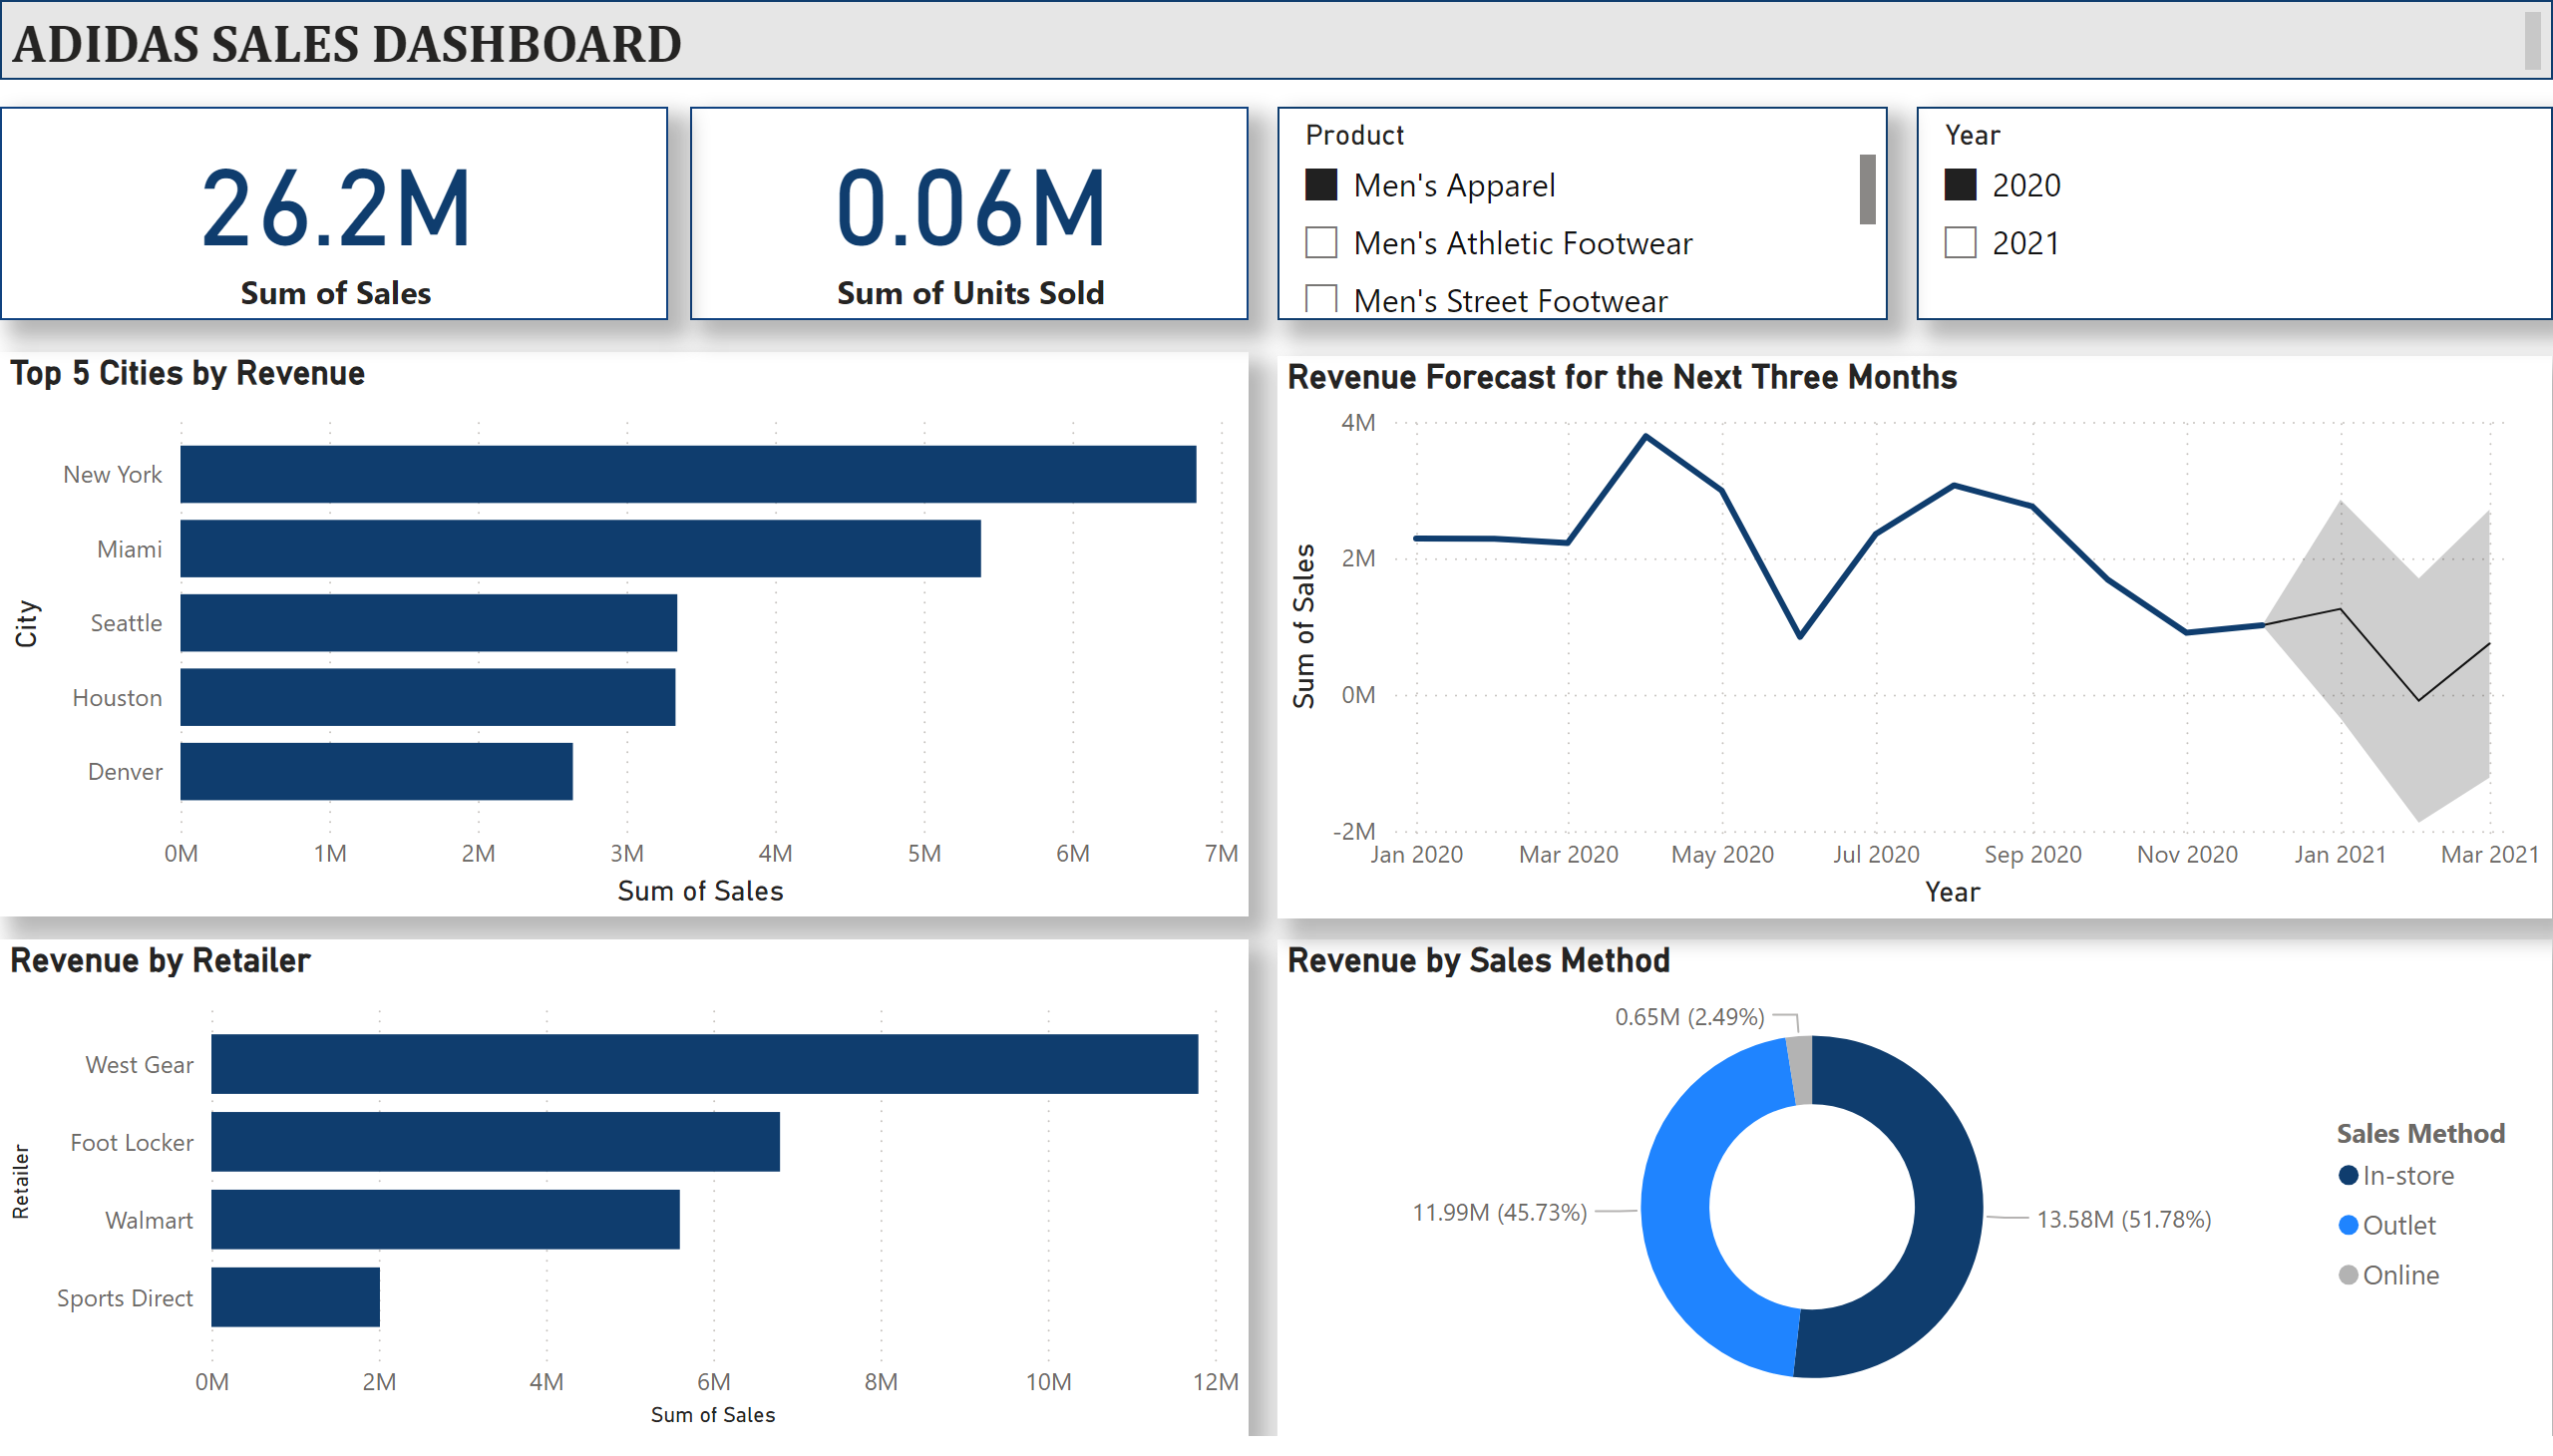 ADIDAS SALES DASHBOARD
26.2M
Sum of Sales
0.06M
Sum of Units Sold
Product
Men's Apparel
Men's Athletic Footwear
Men's Street Footwear
Year
2020
2021
Top 5 Cities by Revenue
City
New York
Miami
Seattle
Houston
Denver
0M 1M 2M 3M 4M 5M 6M 7M
Sum of Sales
Revenue Forecast for the Next Three Months
Sum of Sales
4M
2M
0M
-2M
Jan 2020 Mar 2020 May 2020 Jul 2020 Sep 2020 Nov 2020 Jan 2021 Mar 2021
Year
Revenue by Retailer
Retailer
West Gear
Foot Locker
Walmart
Sports Direct
0M 2M 4M 6M 8M 10M 12M
Sum of Sales
Revenue by Sales Method
0.65M (2.49%)
11.99M (45.73%)
13.58M (51.78%)
Sales Method
In-store
Outlet
Online